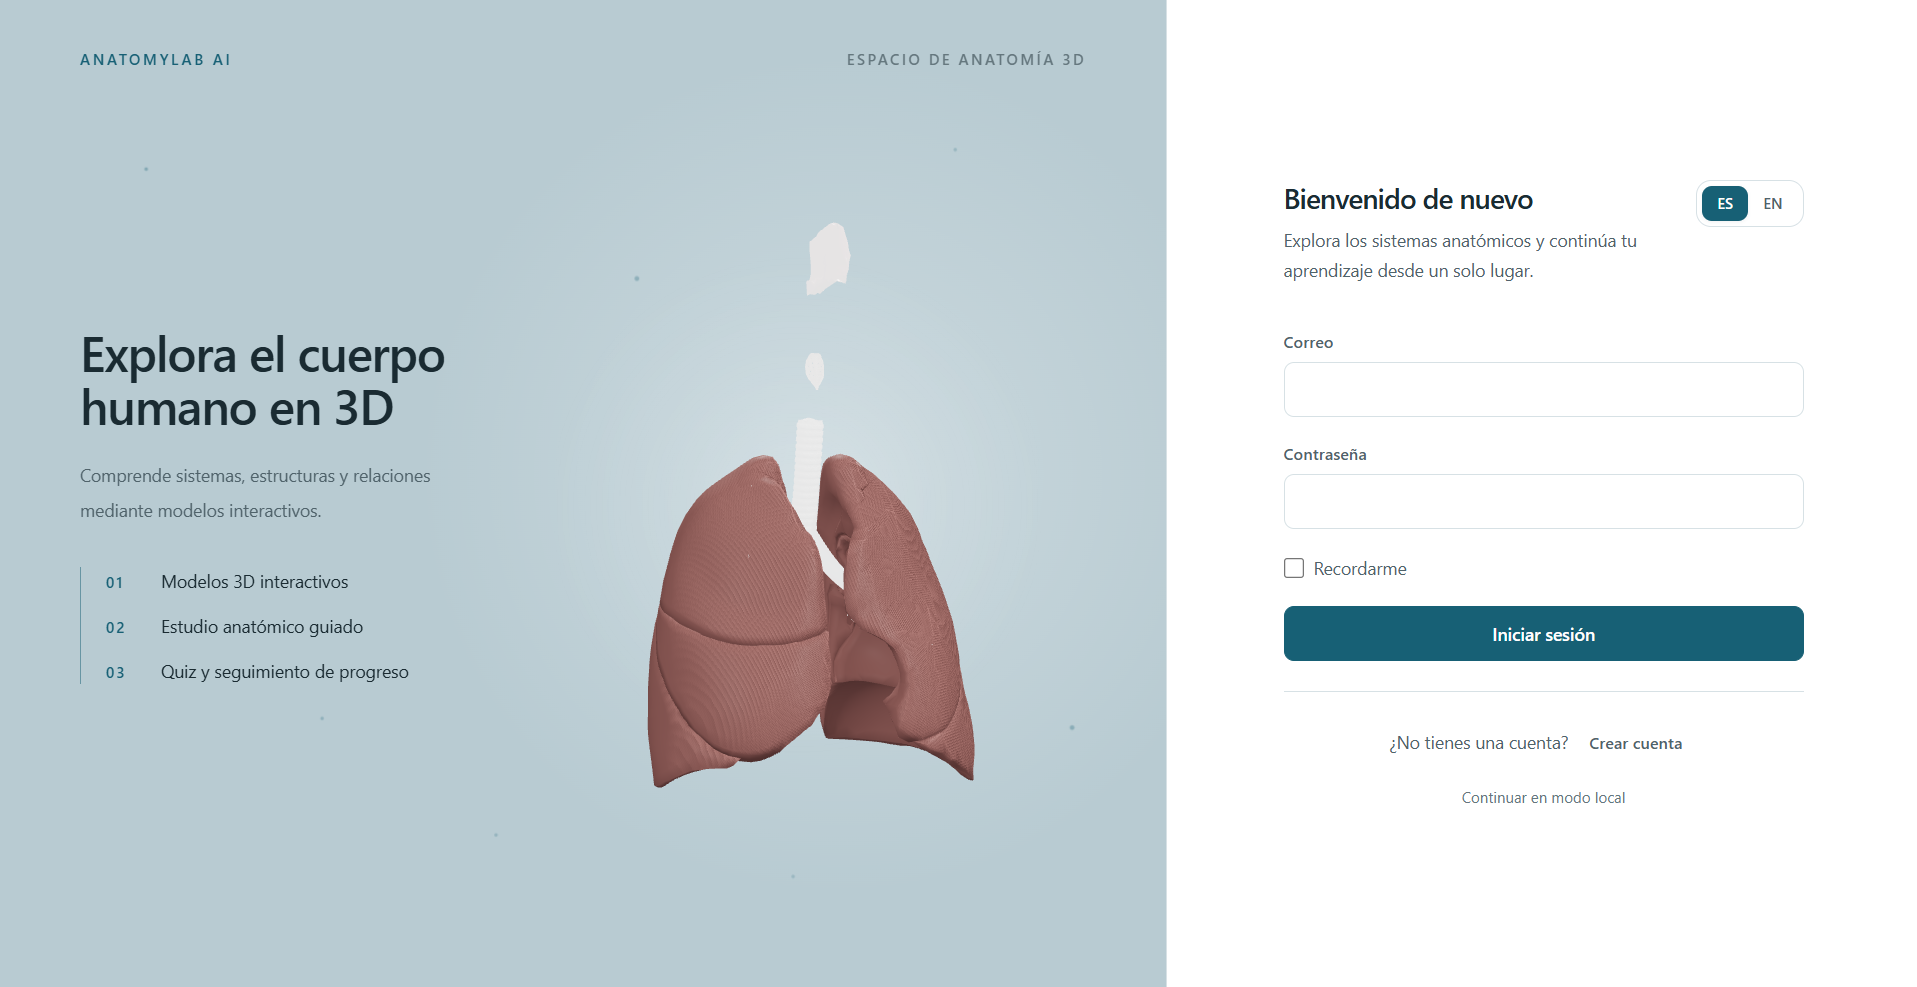 ANATOMYLAB AI
ESPACIO DE ANATOMÍA 3D
Explora el cuerpo
humano en 3D
Comprende sistemas, estructuras y relaciones
mediante modelos interactivos.
01 Modelos 3D interactivos
02 Estudio anatómico guiado
03 Quiz y seguimiento de progreso
Bienvenido de nuevo
ES EN
Explora los sistemas anatómicos y continúa tu
aprendizaje desde un solo lugar.
Correo
Contraseña
Recordarme
Iniciar sesión
¿No tienes una cuenta? Crear cuenta
Continuar en modo local